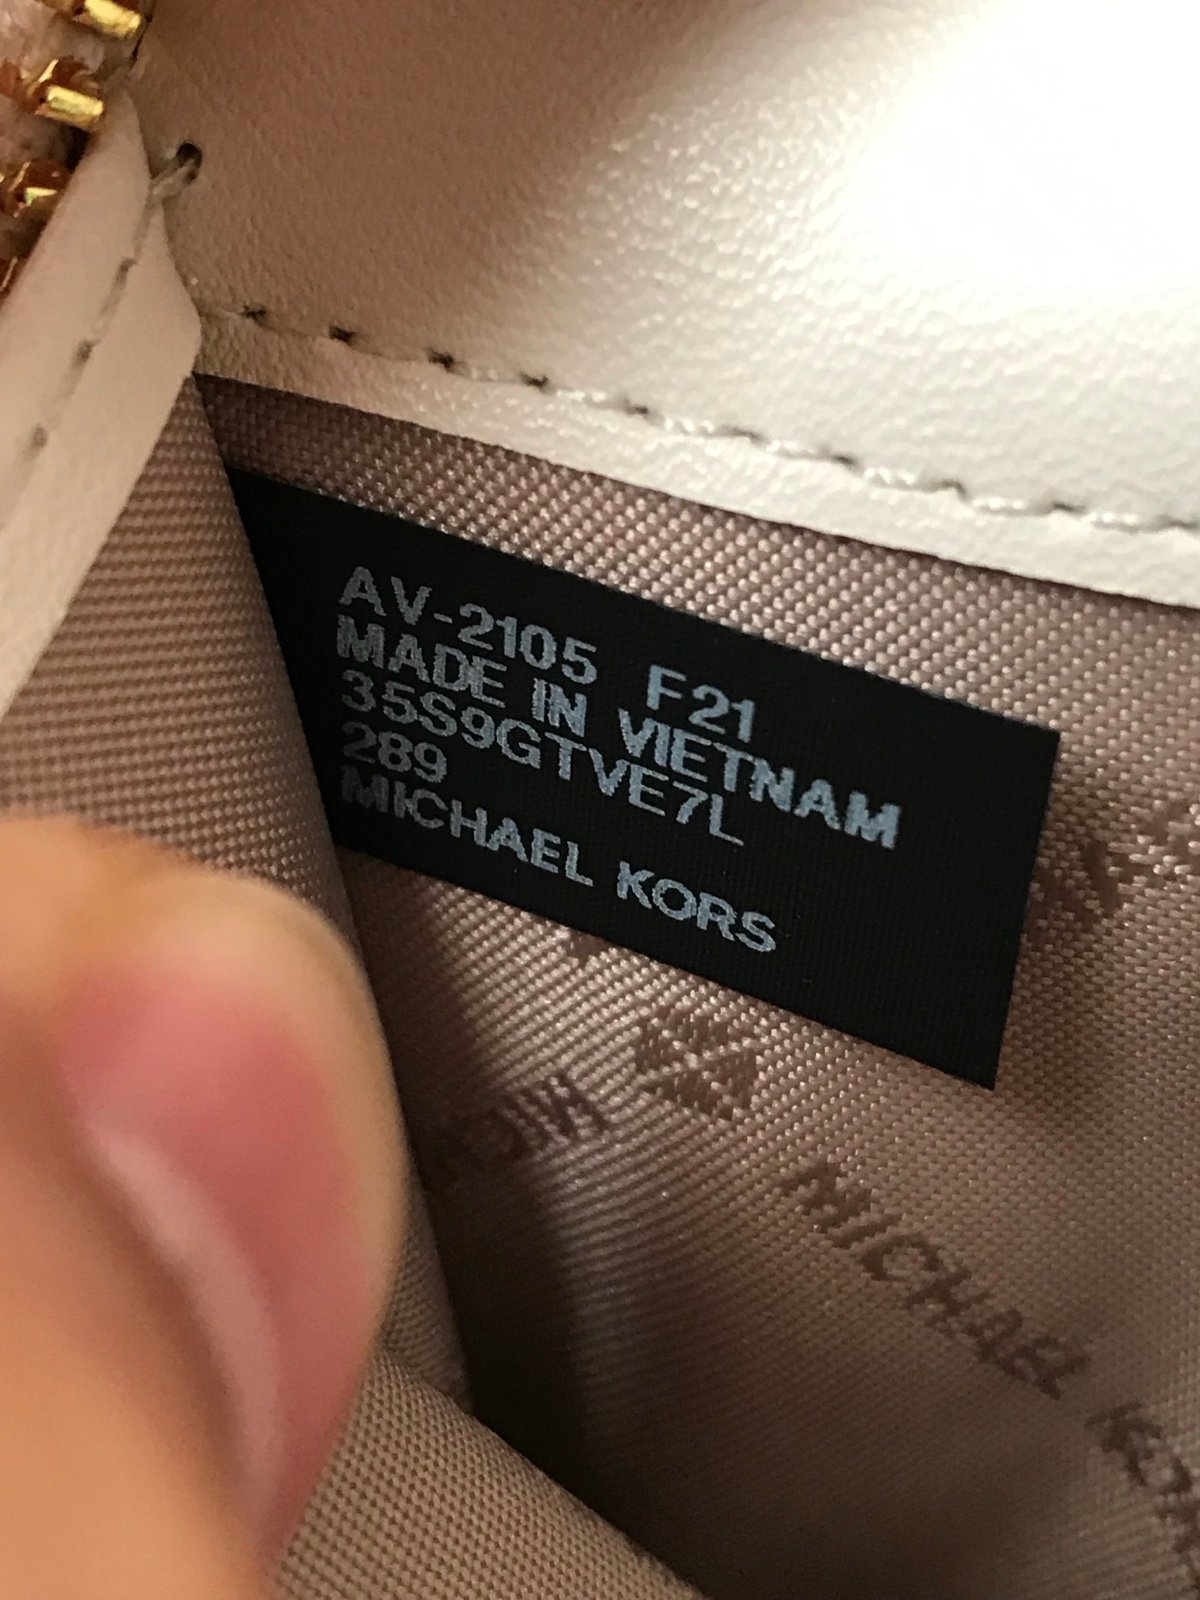 AV-2105 F21
MADE IN VIETNAM
35S9GTVE7L
289
MICHAEL KORS
MICHAEL